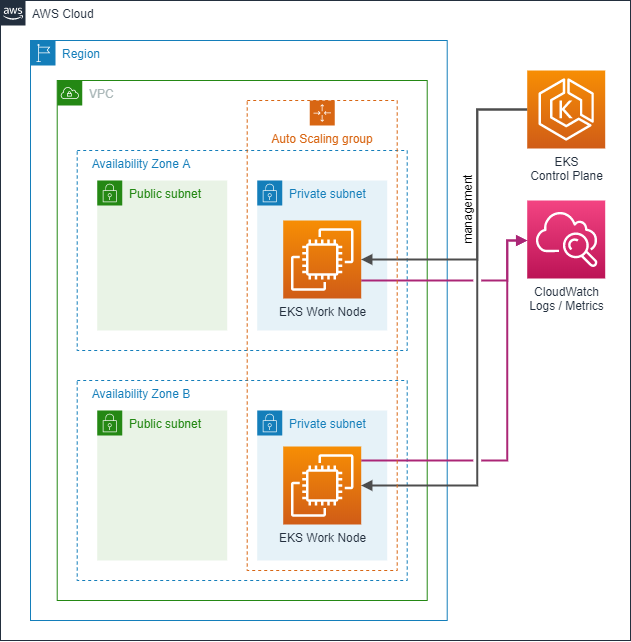 aws
AWS Cloud
Region
VPC
Auto Scaling group
Availability Zone A
Public subnet
Private subnet
EKS Work Node
Availability Zone B
Public subnet
Private subnet
EKS Work Node
management
K
EKS
Control Plane
CloudWatch
Logs / Metrics